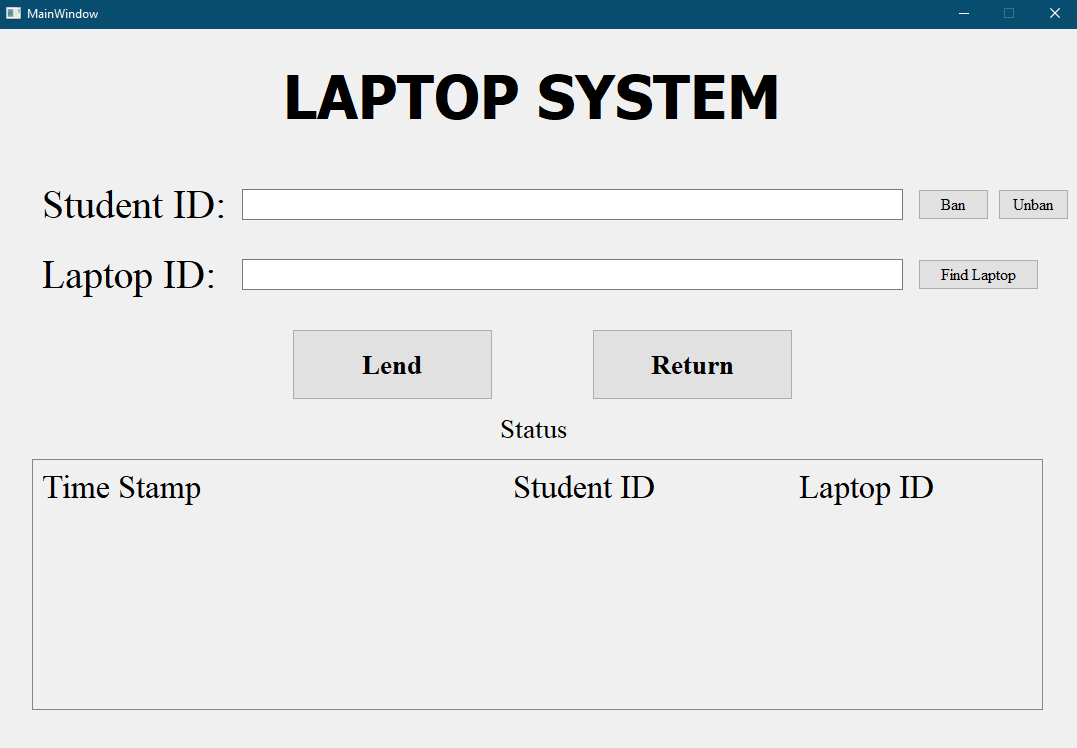 MainWindow
LAPTOP SYSTEM
Student ID: Ban Unban
Laptop ID: Find Laptop
Lend Return
Status
Time Stamp Student ID Laptop ID